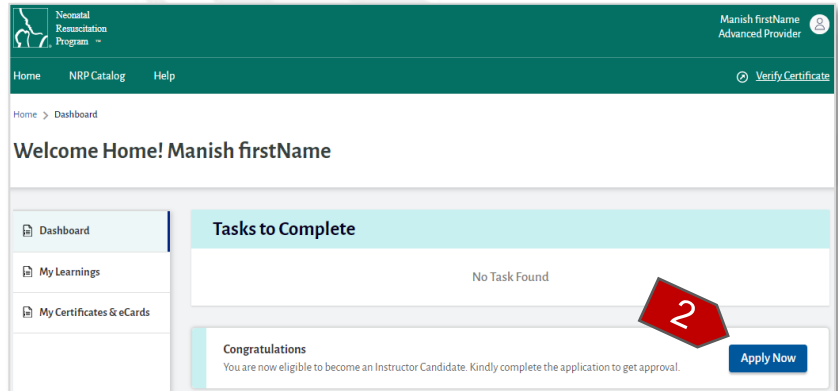 Neonatal
Resuscitation
Program ™
Manish firstName
Advanced Provider
Home NRP Catalog Help
Verify Certificate
Home > Dashboard
Welcome Home! Manish firstName
Dashboard
My Learnings
My Certificates & eCards
Tasks to Complete
No Task Found
2
Congratulations
You are now eligible to become an Instructor Candidate. Kindly complete the application to get approval.
Apply Now